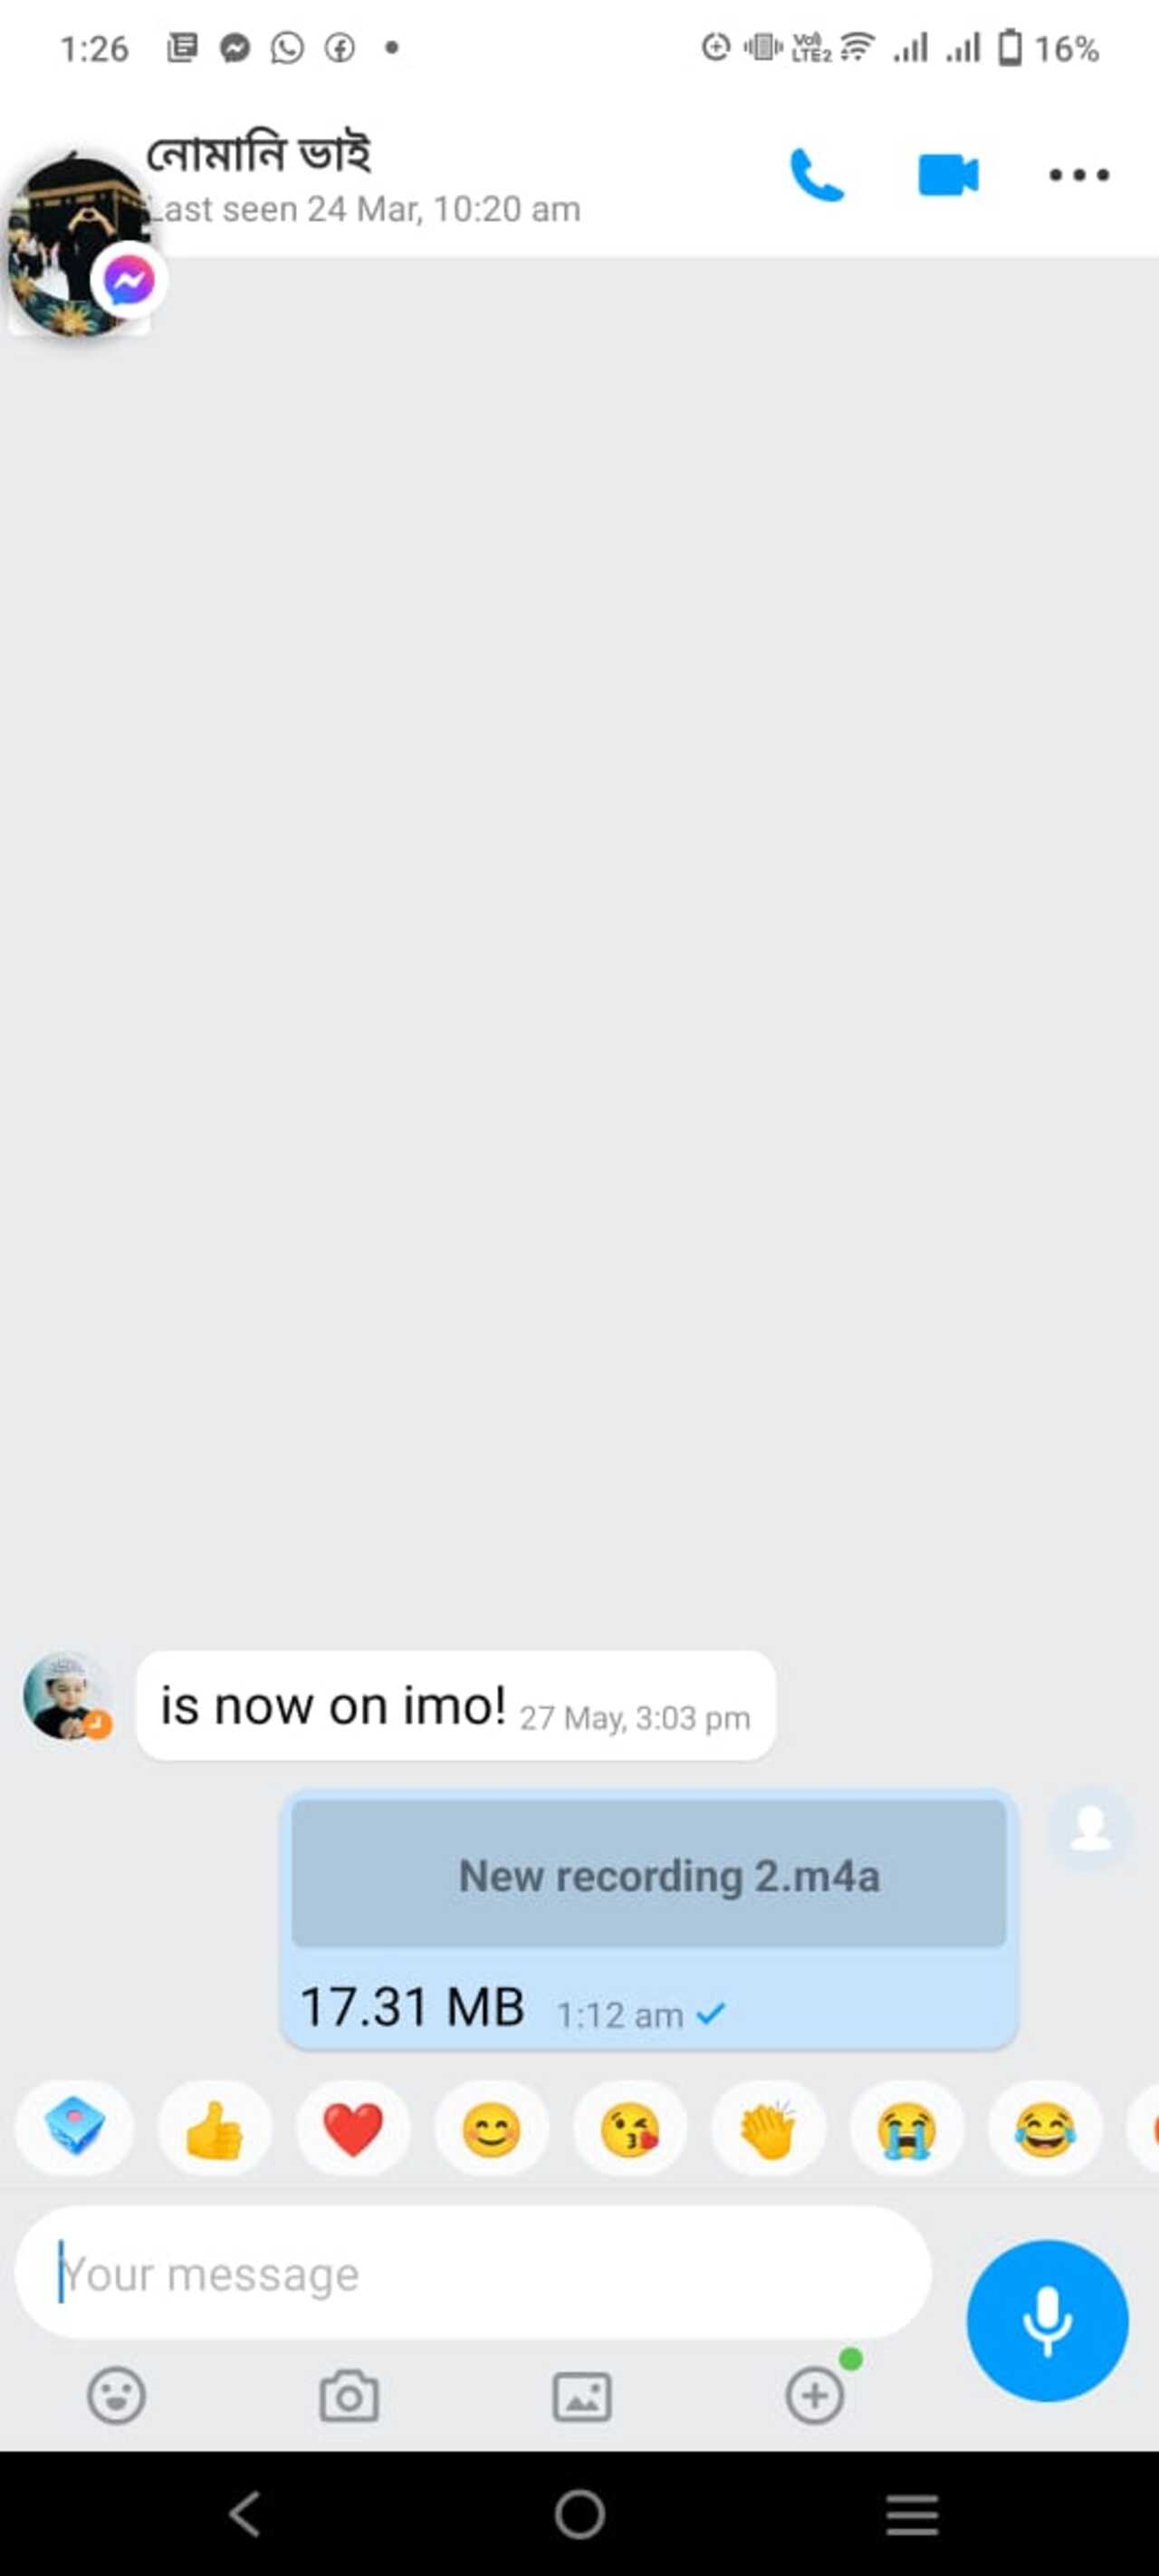 1:26 Vo) LTE2 16%
নোমানি ভাই
Last seen 24 Mar, 10:20 am
is now on imo! 27 May, 3:03 pm
New recording 2.m4a
17.31 MB 1:12 am
Your message